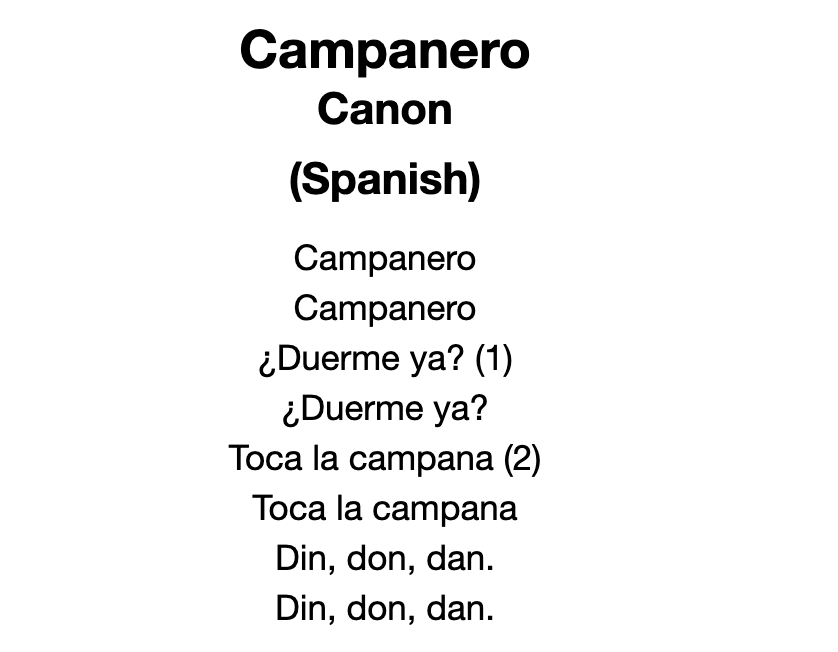 Campanero
Canon
(Spanish)
Campanero
Campanero
¿Duerme ya? (1)
¿Duerme ya?
Toca la campana (2)
Toca la campana
Din, don, dan.
Din, don, dan.